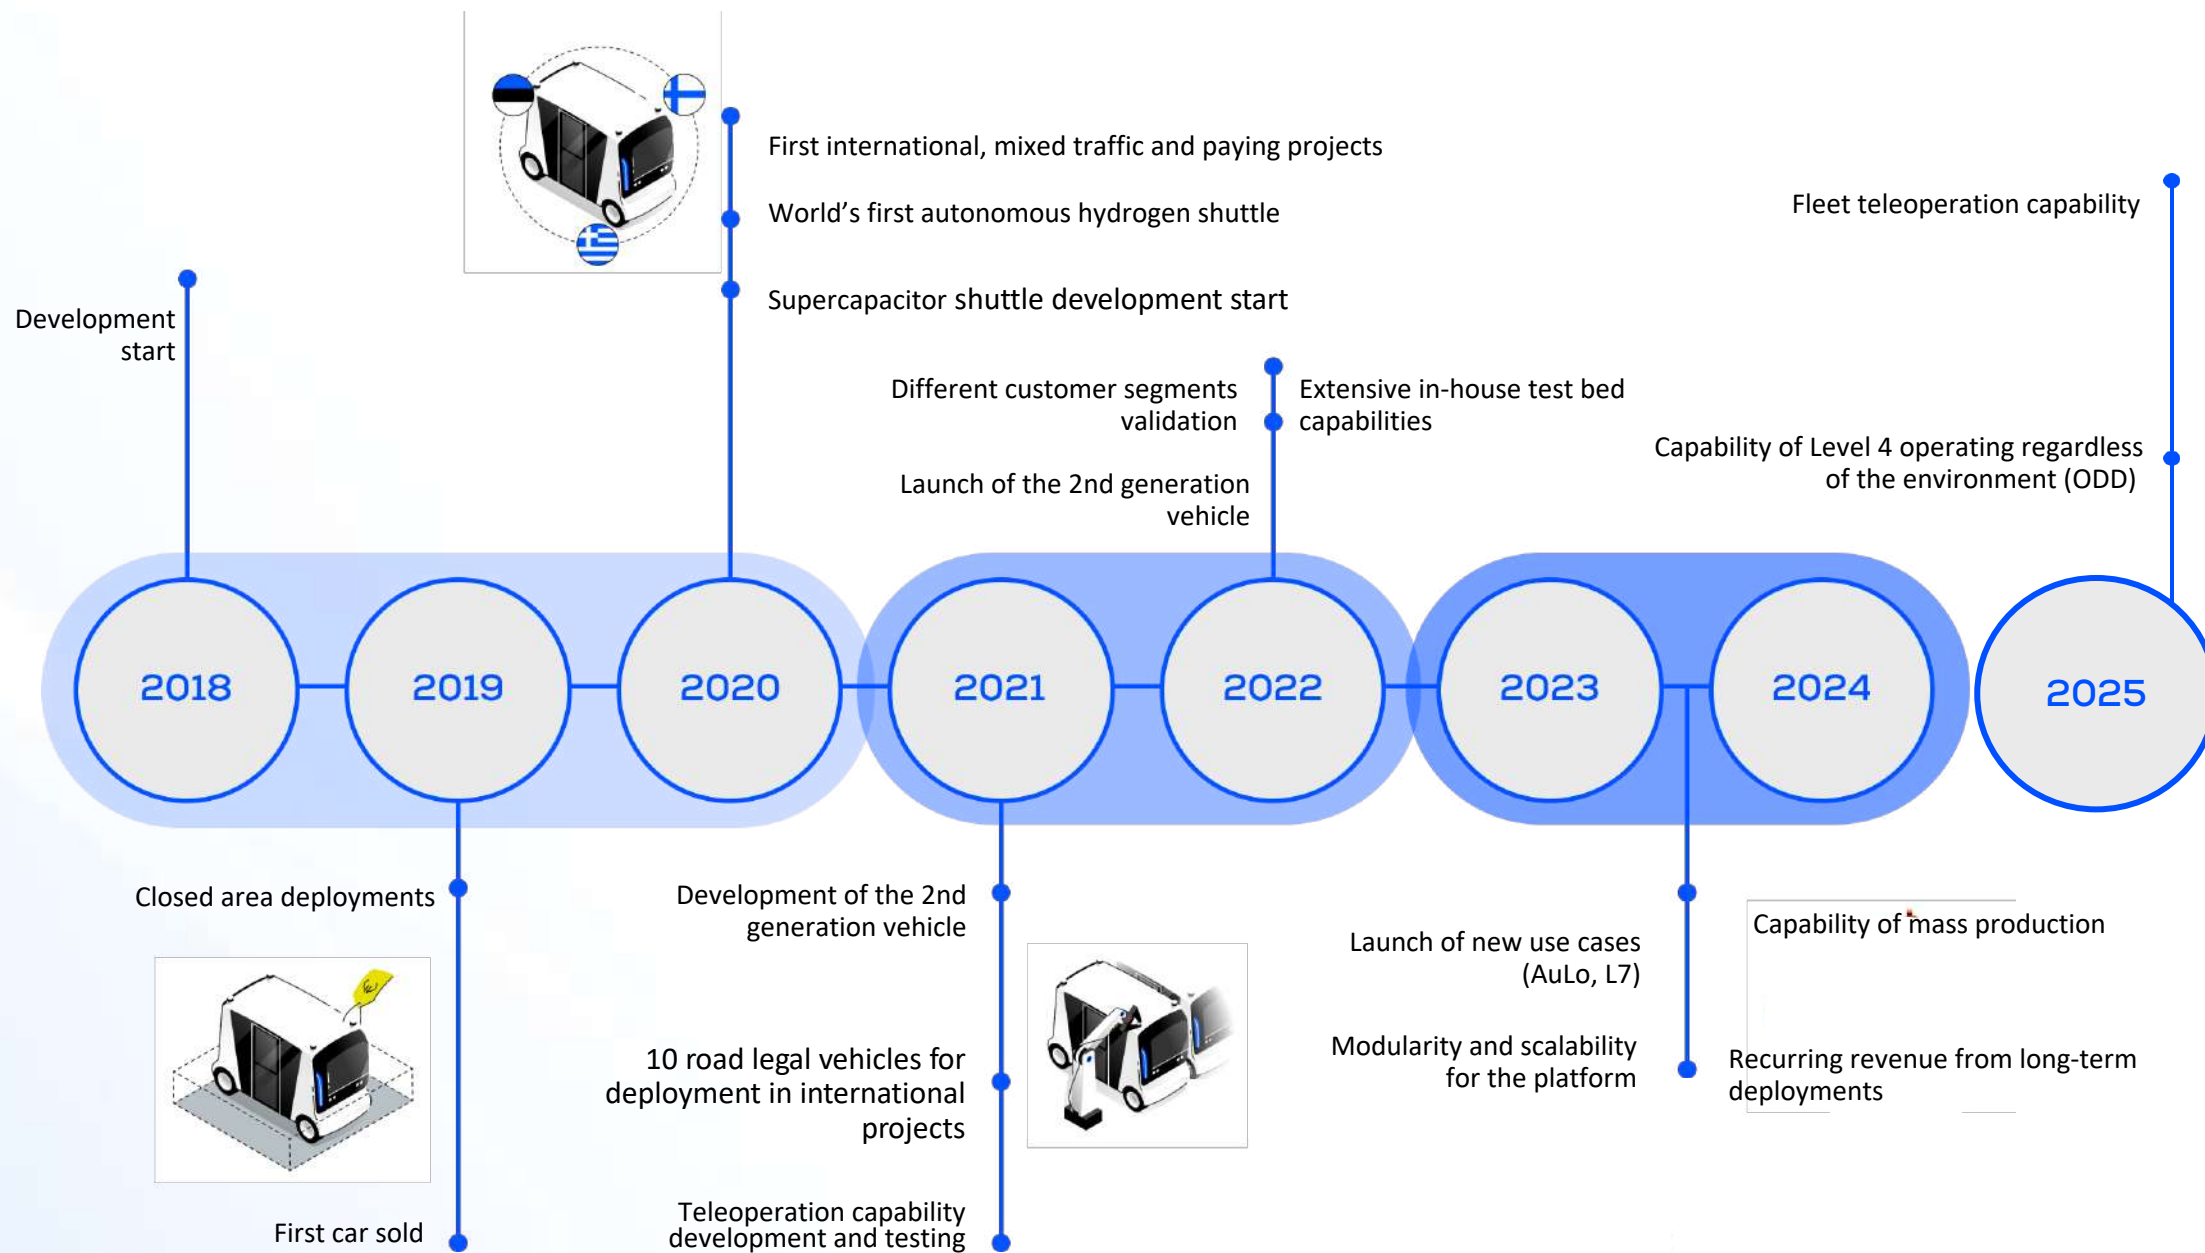 First international, mixed traffic and paying projects
World's first autonomous hydrogen shuttle
Supercapacitor shuttle development start
Fleet teleoperation capability
Development
start
Different customer segments
validation
Extensive in-house test bed
capabilities
Launch of the 2nd generation
vehicle
Capability of Level 4 operating regardless
of the environment (ODD)
2018
2019
2020
2021
2022
2023
2024
2025
Closed area deployments
First car sold
Development of the 2nd
generation vehicle
10 road legal vehicles for
deployment in international
projects
Teleoperation capability
development and testing
Launch of new use cases
(AuLo, L7)
Modularity and scalability
for the platform
Capability of mass production
Recurring revenue from long-term
deployments